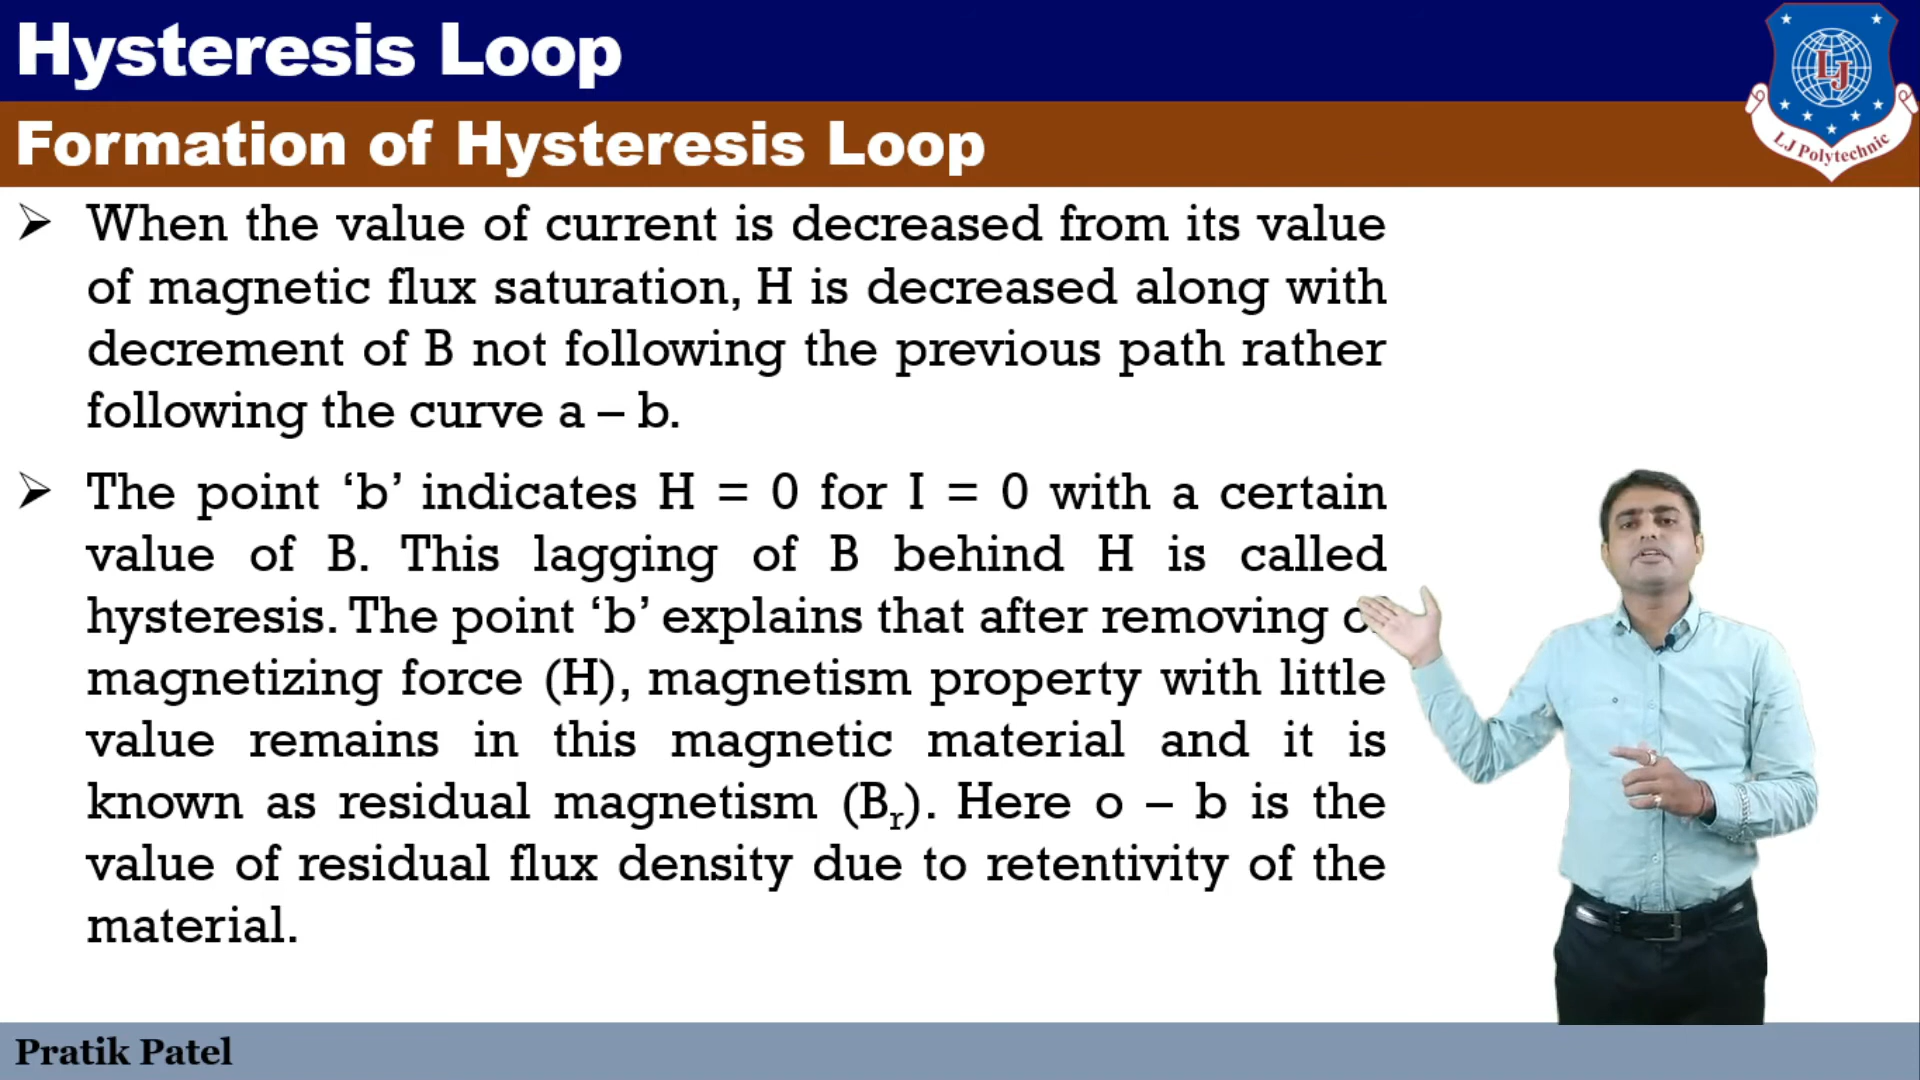 Hysteresis Loop
Formation of Hysteresis Loop
LJ
LJ Polytechnic
➢ When the value of current is decreased from its value
of magnetic flux saturation, H is decreased along with
decrement of B not following the previous path rather
following the curve a – b.
➢ The point ‘b’ indicates H = 0 for I = 0 with a certain
value of B. This lagging of B behind H is called
hysteresis. The point ‘b’ explains that after removing
magnetizing force (H), magnetism property with little
value remains in this magnetic material and it is
known as residual magnetism (Br). Here o – b is the
value of residual flux density due to retentivity of the
material.
Pratik Patel